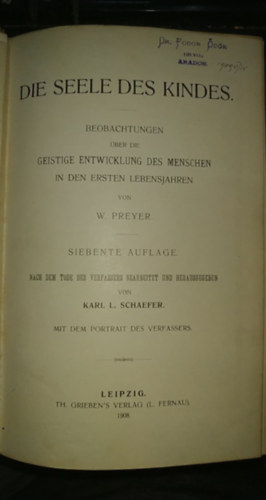 DIE SEELE DES KINDES.
BEOBACHTUNGEN
ÜBER DIE
GEISTIGE ENTWICKLUNG DES MENSCHEN
IN DEN ERSTEN LEBENSJAHREN
VON
W. PREYER
SIEBENTE AUFLAGE.
NACH DEM TODE DES VERFASSERS BEARBEITET UND HERAUSGEGEBEN
VON
KARL L. SCHAEFER.
MIT DEM PORTRAIT DES VERFASSERS.
LEIPZIG.
TH. GRIEBEN'S VERLAG (L. FERNAU).
1908.